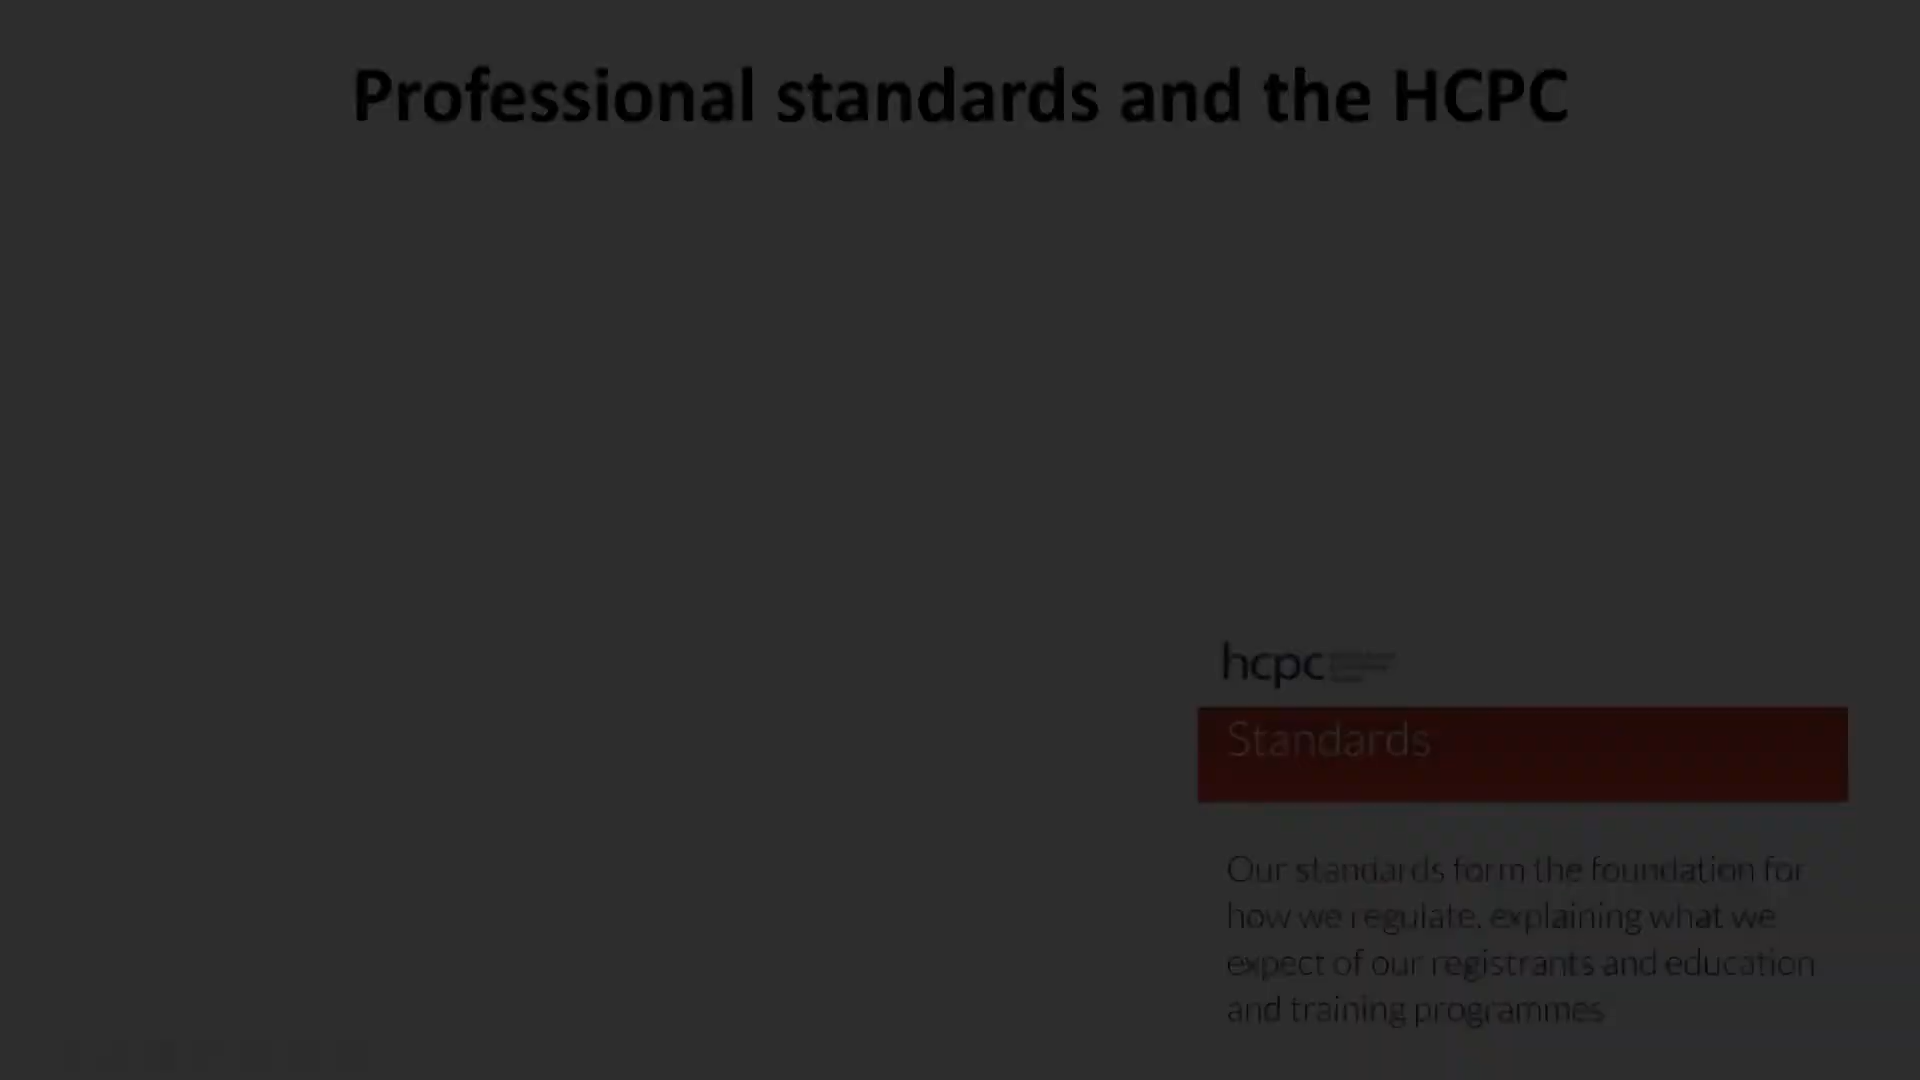 Professional standards and the HCPC
hcpc
Standards
Our standards form the foundation for
how we regulate, explaining what we
expect of our registrants and education
and training programmes